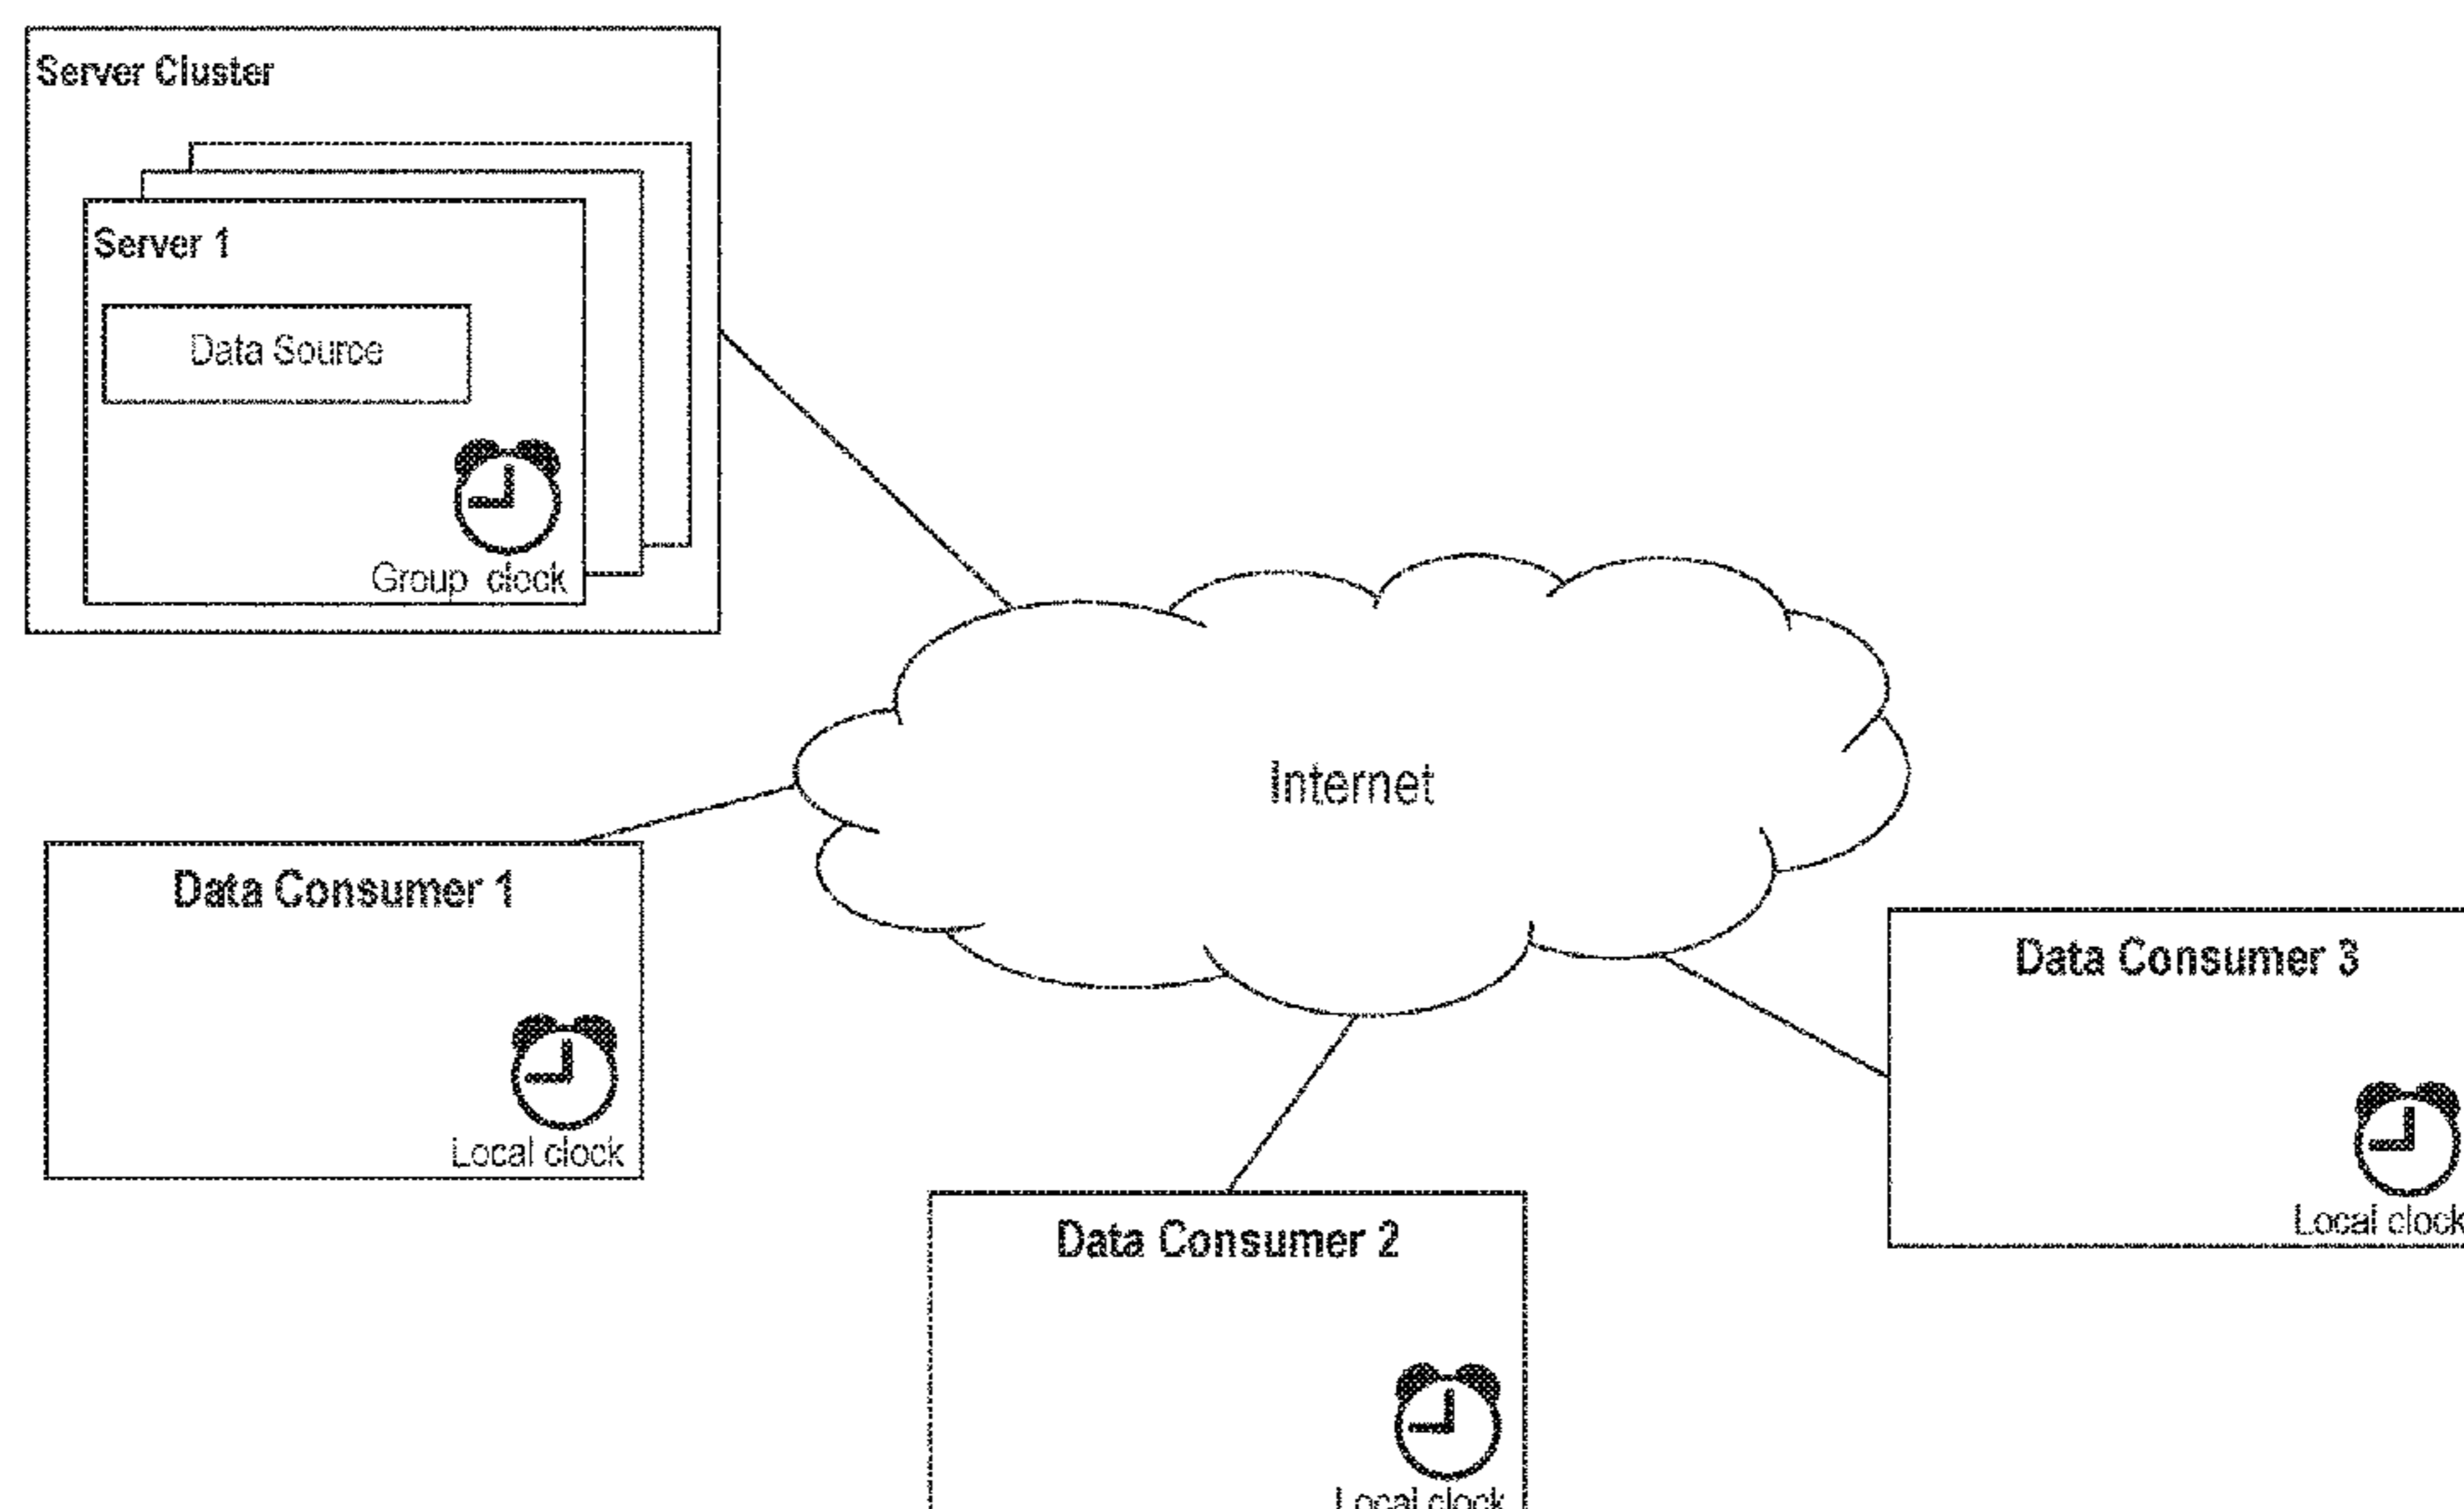 Server Cluster
Server 1
Data Source
Group clock
Internet
Data Consumer 1
Local clock
Data Consumer 3
Local clock
Data Consumer 2
Local clock